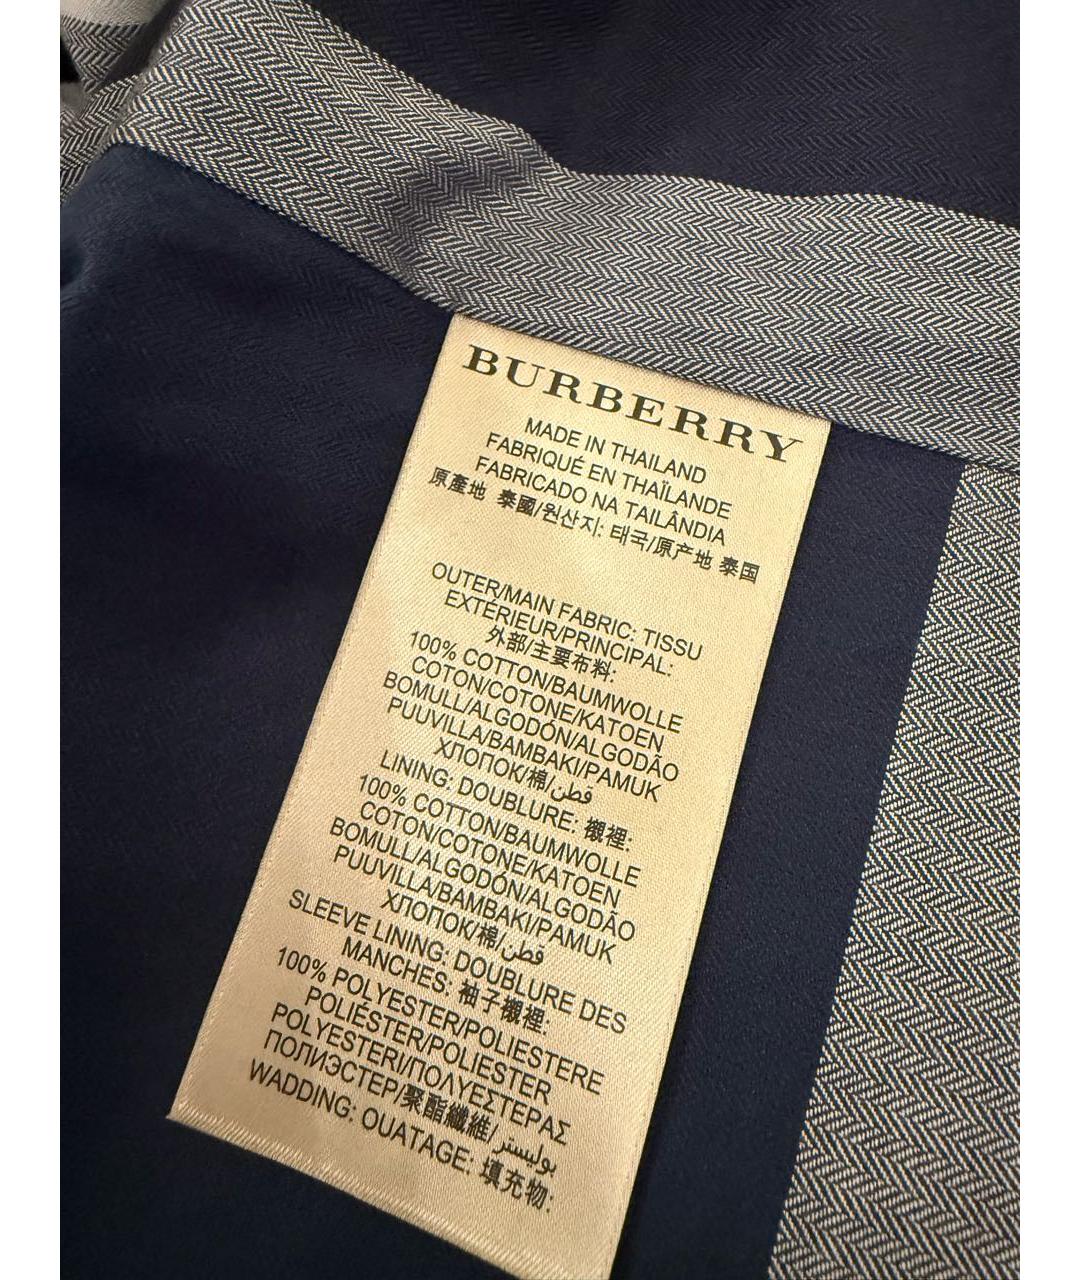 BURBERRY
MADE IN THAILAND
FABRIQUÉ EN THAÏLANDE
FABRICADO NA TAILÂNDIA
原產地 泰國/원산지: 태국/原产地 泰国
OUTER/MAIN FABRIC: TISSU
EXTÉRIEUR/PRINCIPAL:
外部/主要布料:
100% COTTON/BAUMWOLLE
COTON/COTONE/KATOEN
BOMULL/ALGODÓN/ALGODÃO
PUUVILLA/BAMBAKI/PAMUK
ХЛОПОК/棉/قطن
LINING: DOUBLURE: 襯裡:
100% COTTON/BAUMWOLLE
COTON/COTONE/KATOEN
BOMULL/ALGODÓN/ALGODÃO
PUUVILLA/BAMBAKI/PAMUK
ХЛОПОК/棉/قطن
SLEEVE LINING: DOUBLURE DES
MANCHES: 袖子襯裡:
100% POLYESTER/POLIESTERE
POLIÉSTER/POLIESTER
POLYESTERI/ΠΟΛΥΕΣΤΕΡΑΣ
ПОЛИЭСТЕР/聚酯纖維/بوليستر
WADDING: OUATAGE: 填充物: